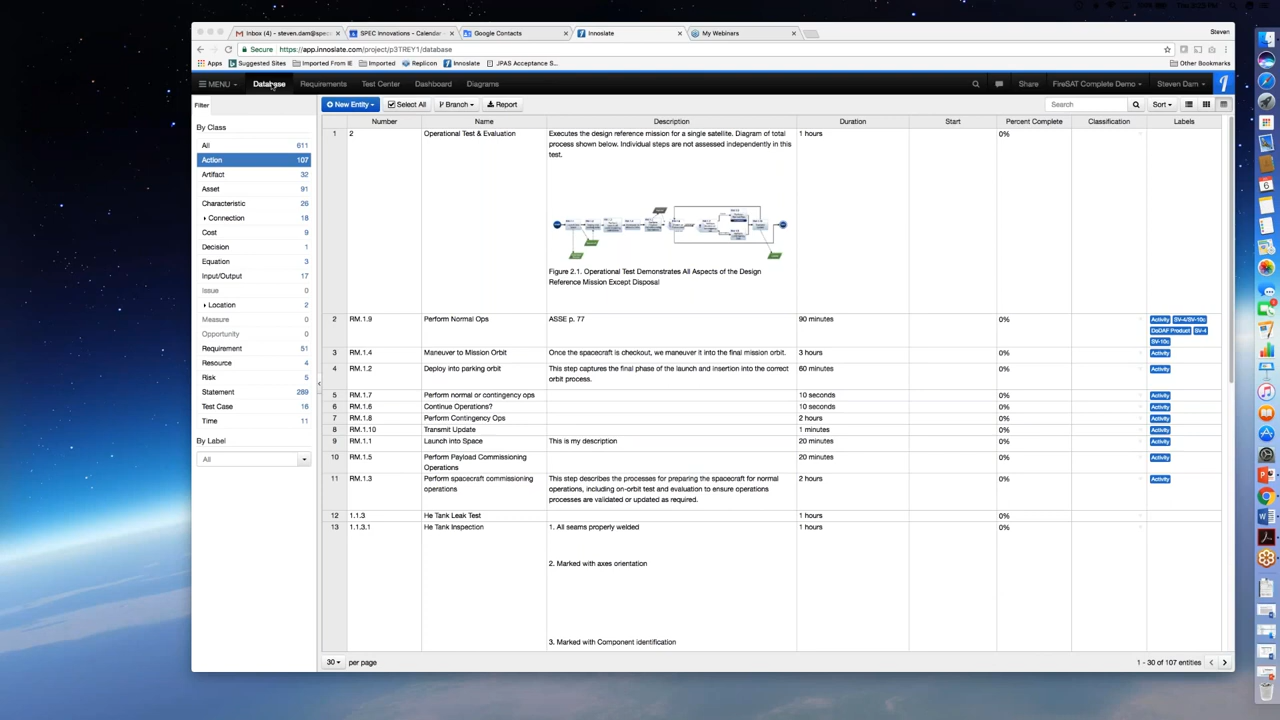 Inbox (4) - steven.dam@spec
SPEC Innovations - Calendar
Google Contacts
Innoslate
My Webinars
Steven
Secure
https://app.innoslate.com/project/p3TREY1/database
Apps
Suggested Sites
Imported From IE
Imported
Replicon
Innoslate
JPAS Acceptance S...
Other Bookmarks
MENU
Database
Requirements
Test Center
Dashboard
Diagrams
Share
FireSAT Complete Demo
Steven Dam
Filter
New Entity
Select All
Branch
Report
Search
Sort
By Class
All 611
Action 107
Artifact 32
Asset 91
Characteristic 26
Connection 18
Cost 9
Decision 1
Equation 3
Input/Output 17
Issue 0
Location 2
Measure 0
Opportunity 0
Requirement 51
Resource 4
Risk 5
Statement 289
Test Case 16
Time 11
By Label
All
Number Name Description Duration Start Percent Complete Classification Labels
1 2 Operational Test & Evaluation Executes the design reference mission for a single satellite. Diagram of total 1 hours 0%
process shown below. Individual steps are not assessed independently in this
test.
Figure 2.1. Operational Test Demonstrates All Aspects of the Design
Reference Mission Except Disposal
2 RM.1.9 Perform Normal Ops ASSE p. 77 90 minutes 0% Activity SV-4/SV-10c
DoDAF Product SV-4
SV-10c
3 RM.1.4 Maneuver to Mission Orbit Once the spacecraft is checkout, we maneuver it into the final mission orbit. 3 hours 0% Activity
4 RM.1.2 Deploy into parking orbit This step captures the final phase of the launch and insertion into the correct 60 minutes 0% Activity
orbit process.
5 RM.1.7 Perform normal or contingency ops 10 seconds 0% Activity
6 RM.1.6 Continue Operations? 10 seconds 0% Activity
7 RM.1.8 Perform Contingency Ops 2 hours 0% Activity
8 RM.1.10 Transmit Update 1 minutes 0% Activity
9 RM.1.1 Launch into Space This is my description 20 minutes 0% Activity
10 RM.1.5 Perform Payload Commissioning 20 minutes 0% Activity
Operations
11 RM.1.3 Perform spacecraft commissioning This step describes the processes for preparing the spacecraft for normal 2 hours 0% Activity
operations operations, including on-orbit test and evaluation to ensure operations
processes are validated or updated as required.
12 1.1.3 He Tank Leak Test 1 hours 0%
13 1.1.3.1 He Tank Inspection 1. All seams properly welded 1 hours 0%
2. Marked with axes orientation
3. Marked with Component identification
30 per page
1 - 30 of 107 entities